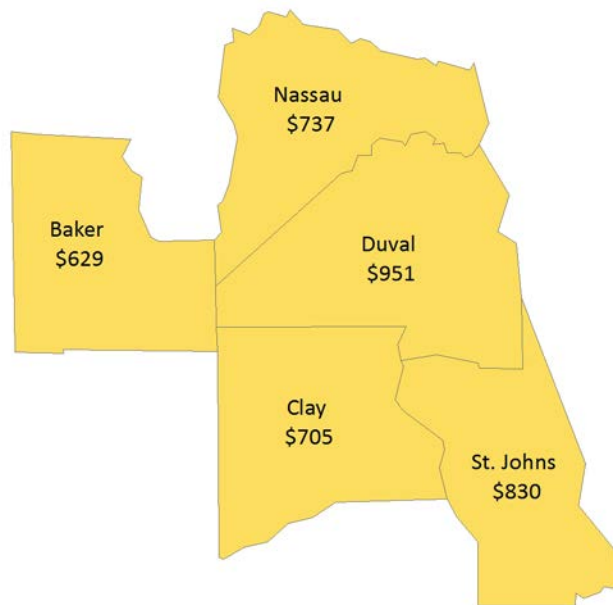 Nassau
$737
Baker
$629
Duval
$951
Clay
$705
St. Johns
$830